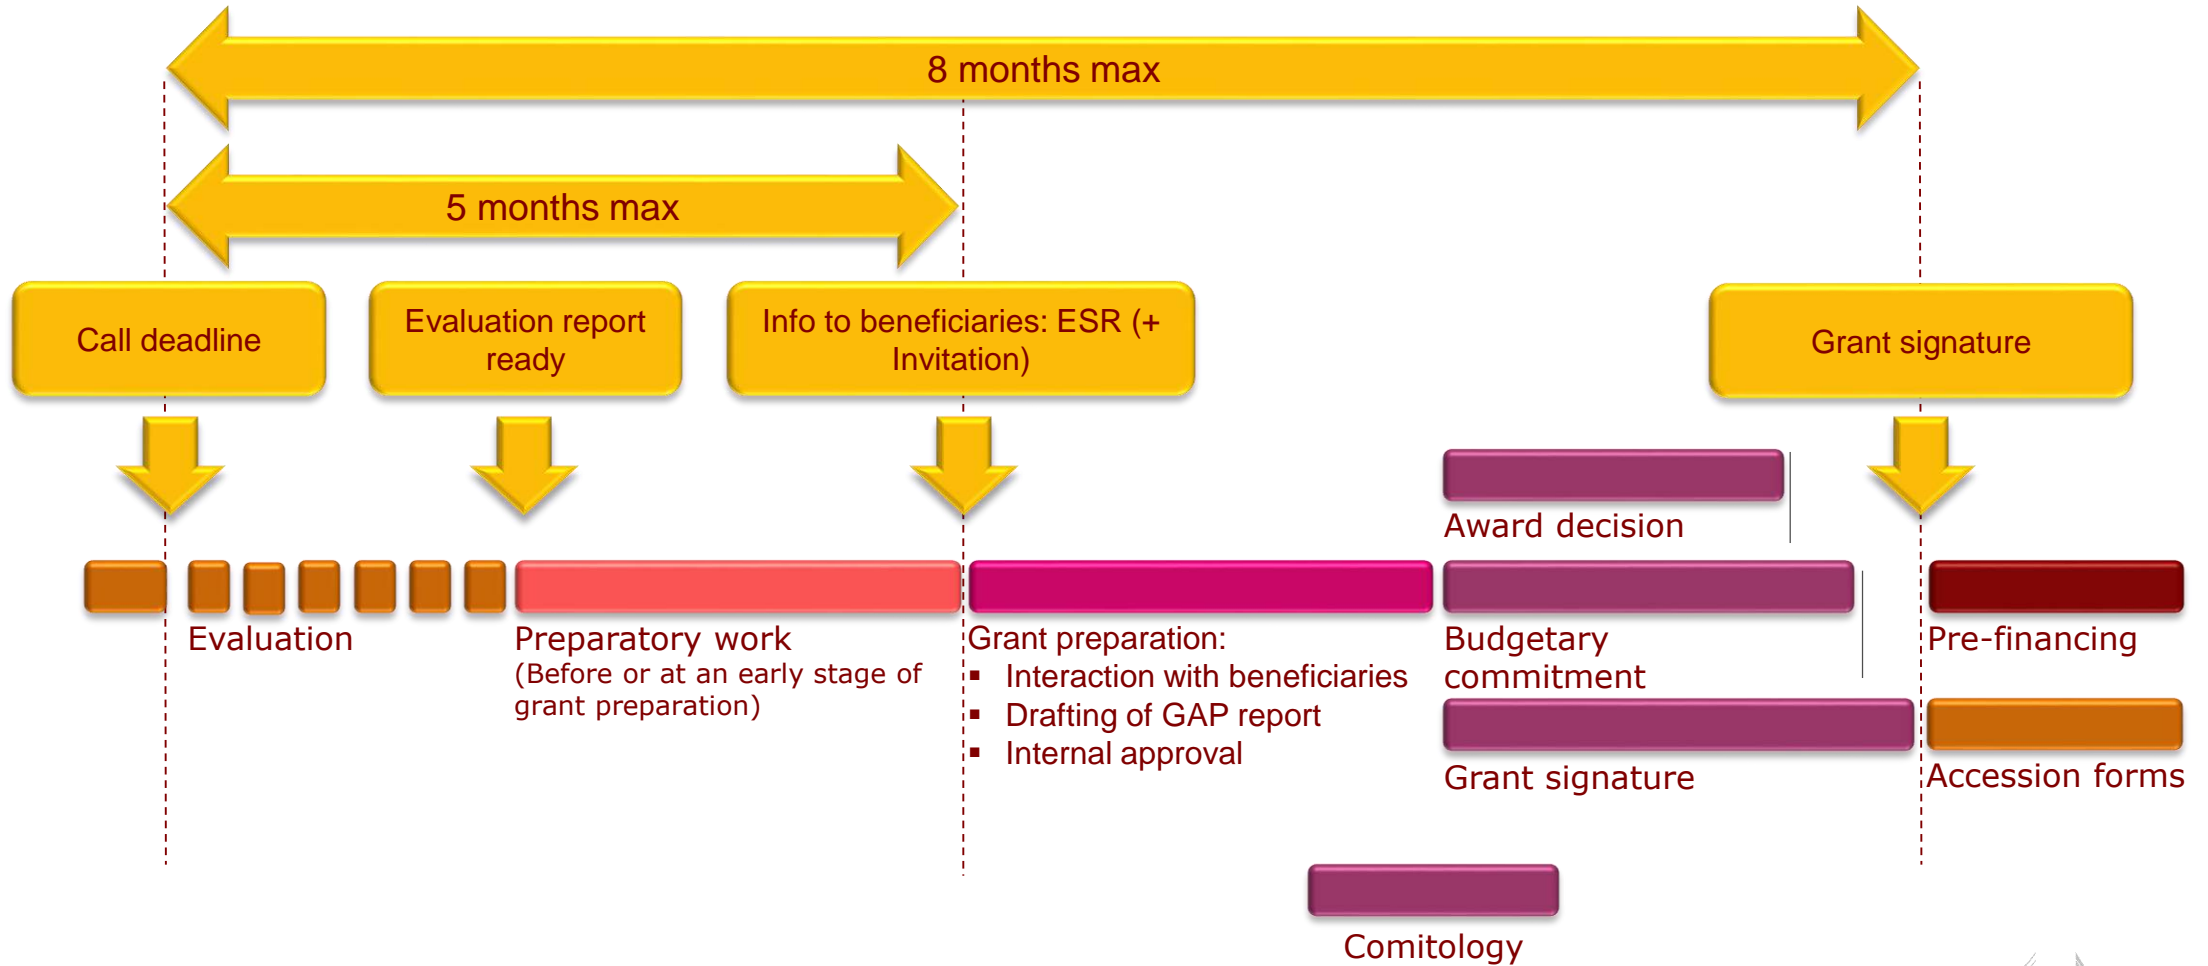 8 months max
5 months max
Call deadline
Evaluation report
ready
Info to beneficiaries: ESR (+
Invitation)
Grant signature
Award decision
Evaluation
Preparatory work
(Before or at an early stage of
grant preparation)
Grant preparation:
▪ Interaction with beneficiaries
▪ Drafting of GAP report
▪ Internal approval
Budgetary
commitment
Grant signature
Pre-financing
Accession forms
Comitology